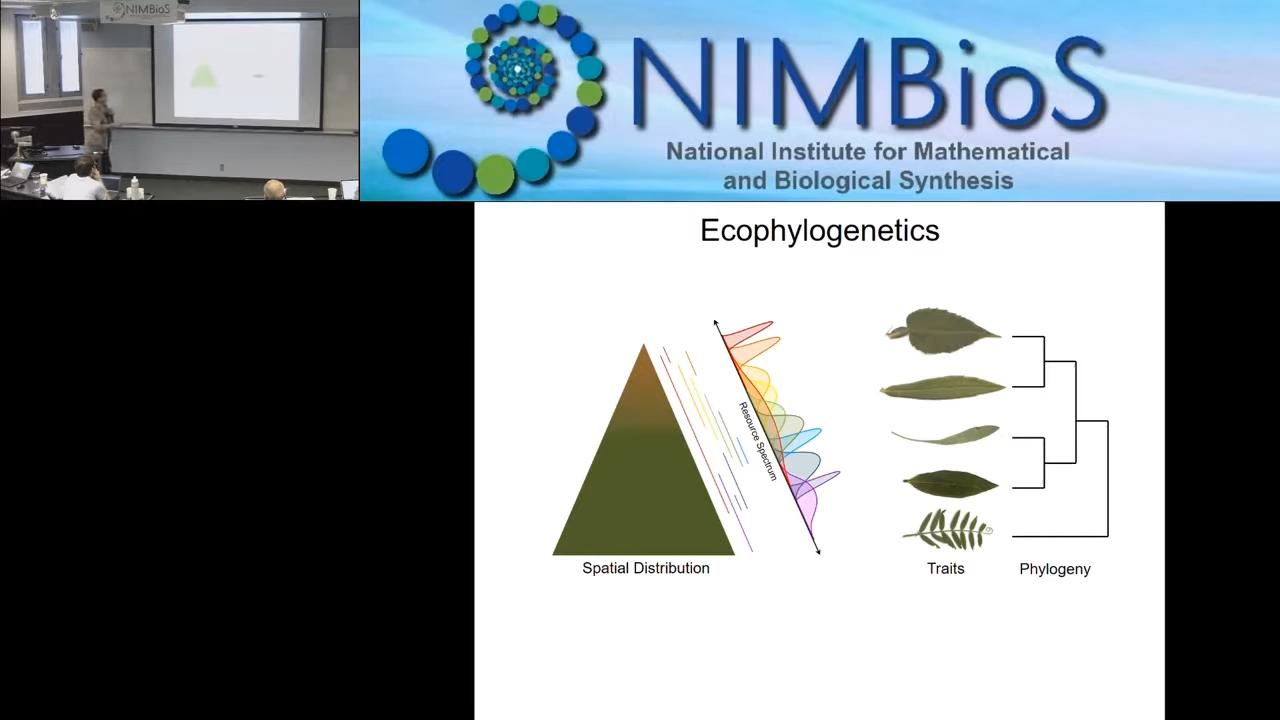 NIMBioS
NIMBioS
National Institute for Mathematical
and Biological Synthesis
Ecophylogenetics
Resource Spectrum
Spatial Distribution
Traits
Phylogeny